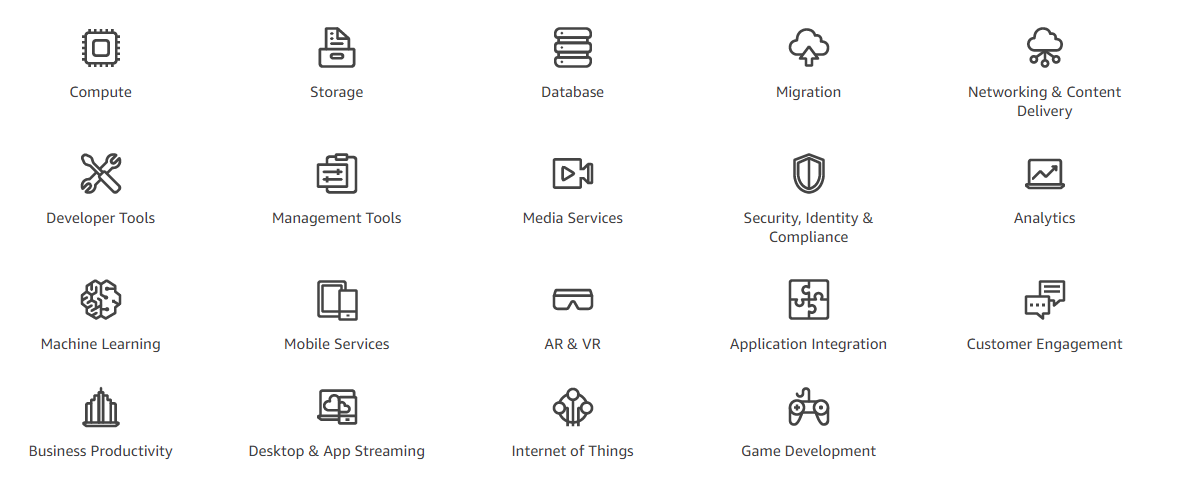 Compute
Storage
Database
Migration
Networking & Content
Delivery
Developer Tools
Management Tools
Media Services
Security, Identity &
Compliance
Analytics
Machine Learning
Mobile Services
AR & VR
Application Integration
Customer Engagement
Business Productivity
Desktop & App Streaming
Internet of Things
Game Development